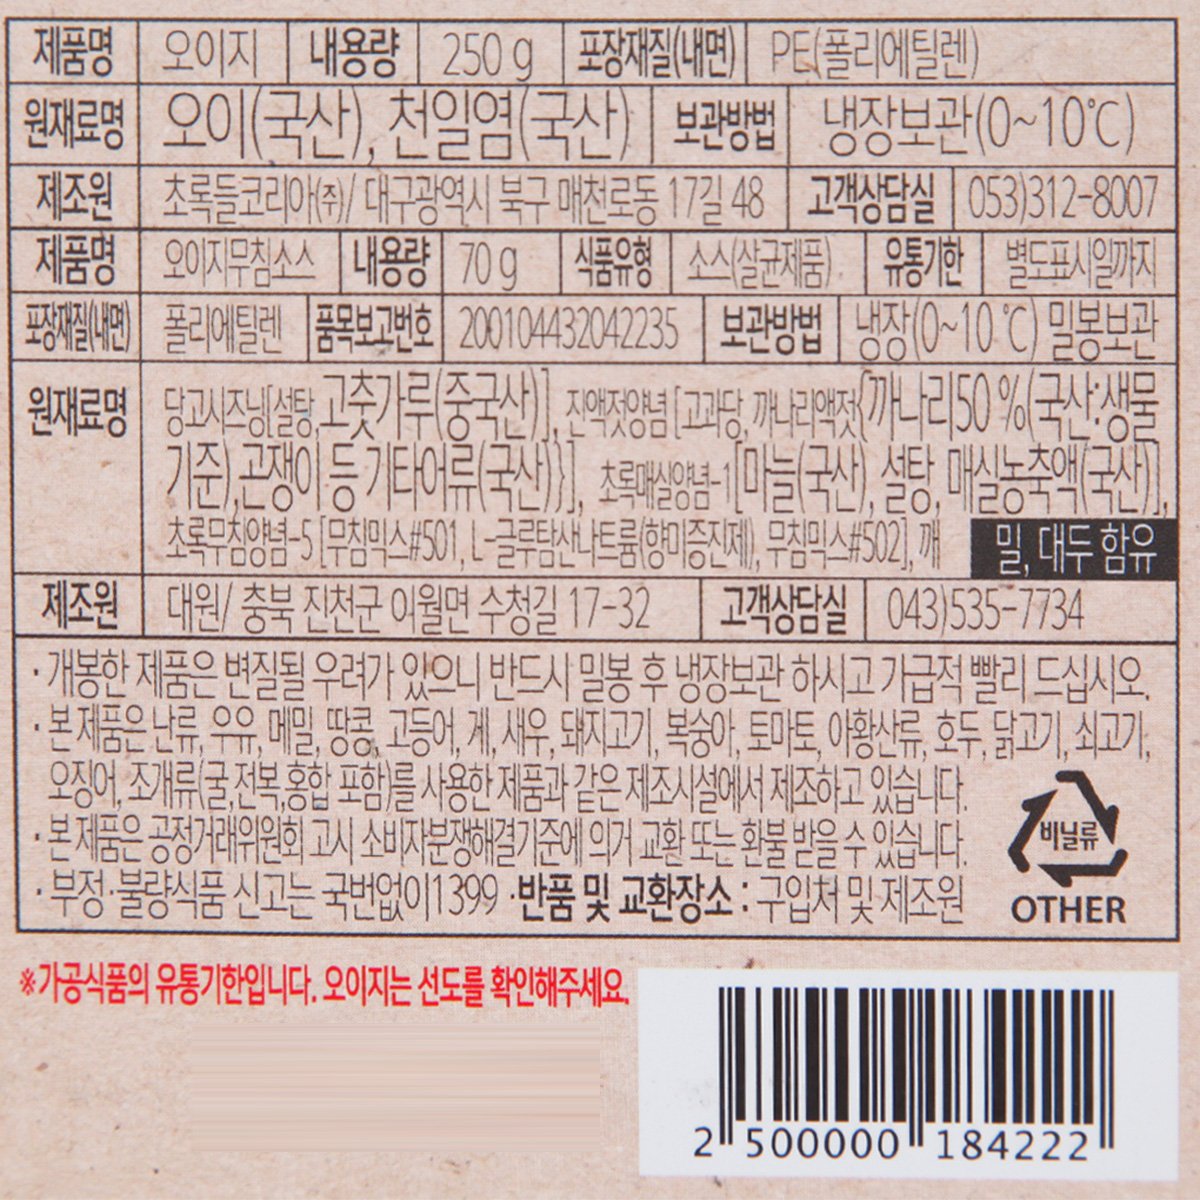 제품명 오이지 내용량 250 g 포장재질(내면) PE(폴리에틸렌)
원재료명 오이(국산), 천일염(국산) 보관방법 냉장보관(0~10℃)
제조원 초록들코리아(주)/ 대구광역시 북구 매천로동 17길 48 고객상담실 053)312-8007
제품명 오이지무침소스 내용량 70 g 식품유형 소스(살균제품) 유통기한 별도표시일까지
포장재질(내면) 폴리에틸렌 품목보고번호 200104432042235 보관방법 냉장(0~10 ℃) 밀봉보관
원재료명 당고시즈닝[설탕,고춧가루(중국산)], 진액젓양념 [고과당, 까나리액젓{까나리50 %(국산:생물
기준),곤쟁이 등 기타어류(국산)}], 초록매실양념-1[마늘(국산), 설탕, 매실농축액(국산)],
초록무침양념-5 [무침믹스#501, L-글루탐산나트륨(향미증진제), 무침믹스#502], 깨 밀, 대두 함유
제조원 대원/ 충북 진천군 이월면 수청길 17-32 고객상담실 043)535-7734
· 개봉한 제품은 변질될 우려가 있으니 반드시 밀봉 후 냉장보관 하시고 가급적 빨리 드십시오.
· 본 제품은 난류, 우유, 메밀, 땅콩, 고등어, 게, 새우, 돼지고기, 복숭아, 토마토, 아황산류, 호두, 닭고기, 쇠고기,
오징어, 조개류(굴,전복,홍합 포함)를 사용한 제품과 같은 제조시설에서 제조하고 있습니다.
· 본 제품은 공정거래위원회 고시 소비자분쟁해결기준에 의거 교환 또는 환불 받을 수 있습니다.
· 부정·불량식품 신고는 국번없이1399 ·반품 및 교환장소 : 구입처 및 제조원
비닐류
OTHER
※가공식품의 유통기한입니다. 오이지는 선도를 확인해주세요.
2 500000 184222